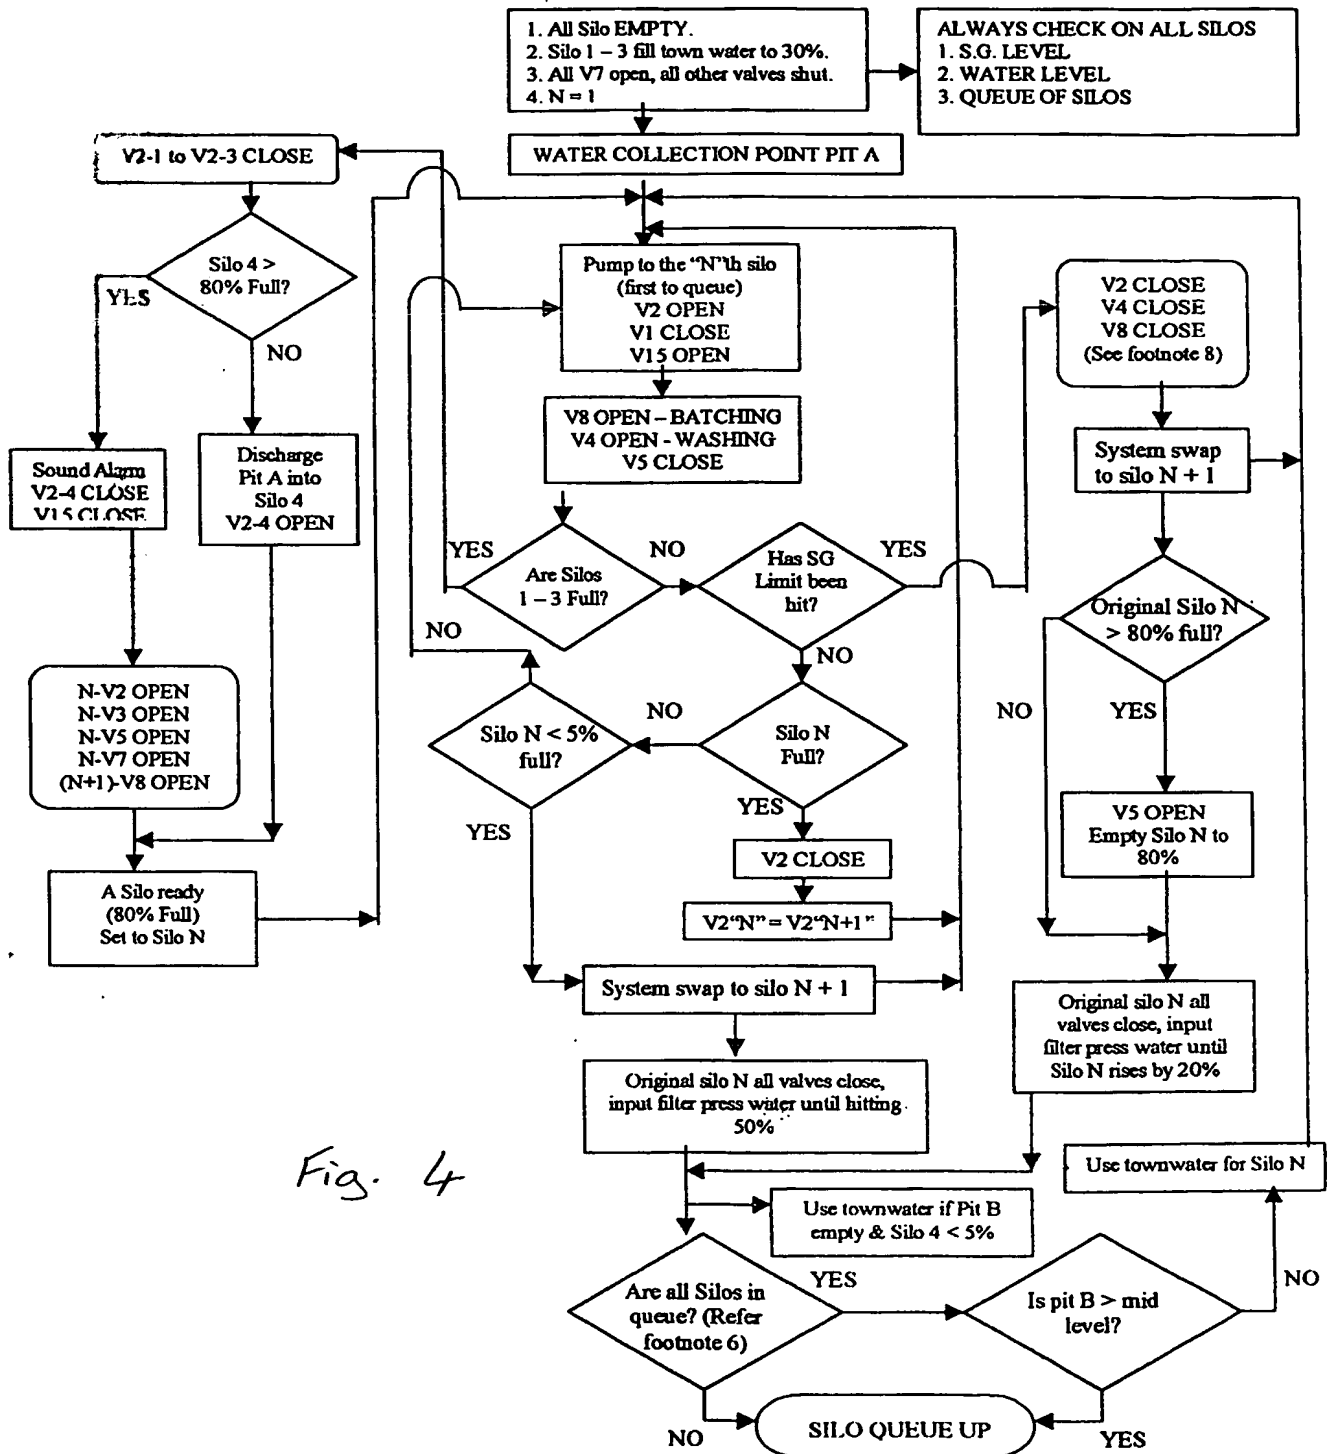 1. All Silo EMPTY.
2. Silo 1 – 3 fill town water to 30%.
3. All V7 open, all other valves shut.
4. N = 1
ALWAYS CHECK ON ALL SILOS
1. S.G. LEVEL
2. WATER LEVEL
3. QUEUE OF SILOS
WATER COLLECTION POINT PIT A
V2-1 to V2-3 CLOSE
Silo 4 >
80% Full?
YES
NO
Sound Alarm
V2-4 CLOSE
V15 CLOSE
Discharge
Pit A into
Silo 4
V2-4 OPEN
N-V2 OPEN
N-V3 OPEN
N-V5 OPEN
N-V7 OPEN
(N+1)-V8 OPEN
A Silo ready
(80% Full)
Set to Silo N
Pump to the "N"th silo
(first to queue)
V2 OPEN
V1 CLOSE
V15 OPEN
V8 OPEN – BATCHING
V4 OPEN - WASHING
V5 CLOSE
YES
Are Silos
1 – 3 Full?
NO
Has SG
Limit been
hit?
YES
NO
NO
Silo N
Full?
NO
Silo N < 5%
full?
YES
YES
V2 CLOSE
V2"N" = V2"N+1"
System swap to silo N + 1
Original silo N all valves close,
input filter press water until hitting
50%
V2 CLOSE
V4 CLOSE
V8 CLOSE
(See footnote 8)
System swap
to silo N + 1
Original Silo N
> 80% full?
NO
YES
V5 OPEN
Empty Silo N to
80%
Original silo N all
valves close, input
filter press water until
Silo N rises by 20%
Use townwater for Silo N
Use townwater if Pit B
empty & Silo 4 < 5%
Are all Silos in
queue? (Refer
footnote 6)
YES
Is pit B > mid
level?
NO
NO
SILO QUEUE UP
YES
Fig. 4